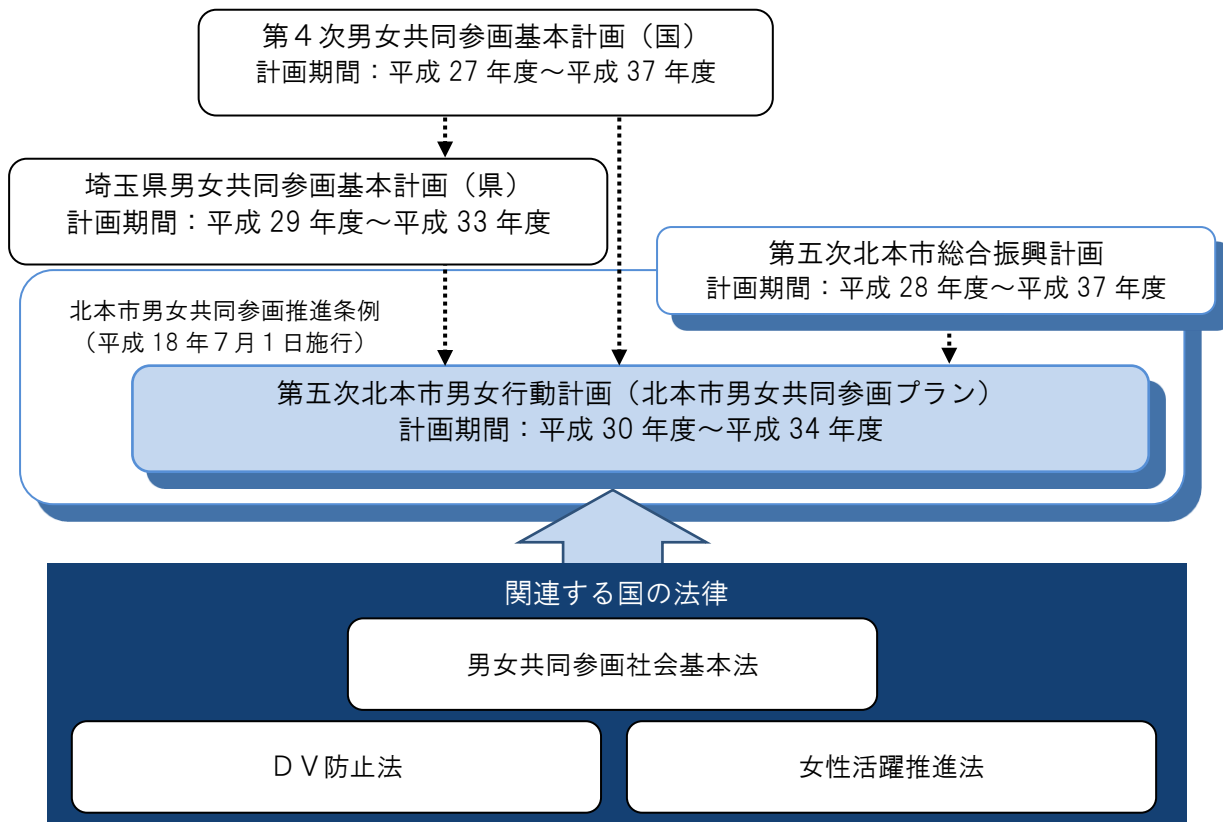 第４次男女共同参画基本計画（国）
計画期間：平成 27 年度～平成 37 年度
埼玉県男女共同参画基本計画（県）
計画期間：平成 29 年度～平成 33 年度
第五次北本市総合振興計画
計画期間：平成 28 年度～平成 37 年度
北本市男女共同参画推進条例
（平成 18 年７月１日施行）
第五次北本市男女行動計画（北本市男女共同参画プラン）
計画期間：平成 30 年度～平成 34 年度
関連する国の法律
男女共同参画社会基本法
ＤＶ防止法
女性活躍推進法